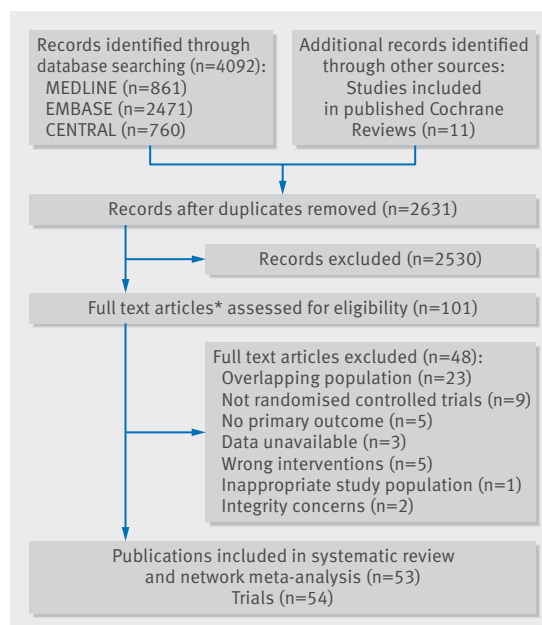 Records identified through
database searching (n=4092):
MEDLINE (n=861)
EMBASE (n=2471)
CENTRAL (n=760)
Additional records identified
through other sources:
Studies included
in published Cochrane
Reviews (n=11)
Records after duplicates removed (n=2631)
Records excluded (n=2530)
Full text articles* assessed for eligibility (n=101)
Full text articles excluded (n=48):
Overlapping population (n=23)
Not randomised controlled trials (n=9)
No primary outcome (n=5)
Data unavailable (n=3)
Wrong interventions (n=5)
Inappropriate study population (n=1)
Integrity concerns (n=2)
Publications included in systematic review
and network meta-analysis (n=53)
Trials (n=54)